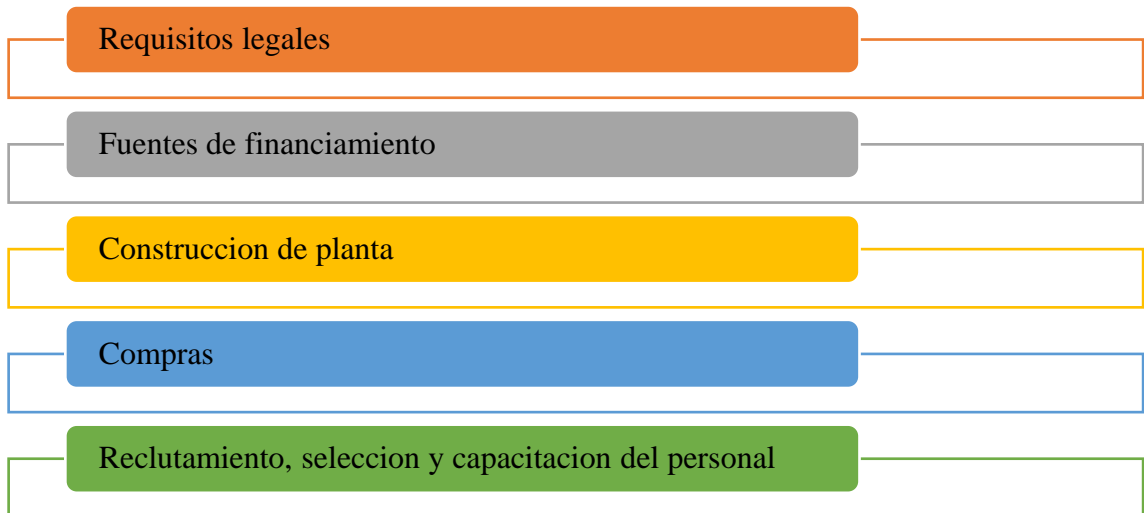 Requisitos legales
Fuentes de financiamiento
Construccion de planta
Compras
Reclutamiento, seleccion y capacitacion del personal